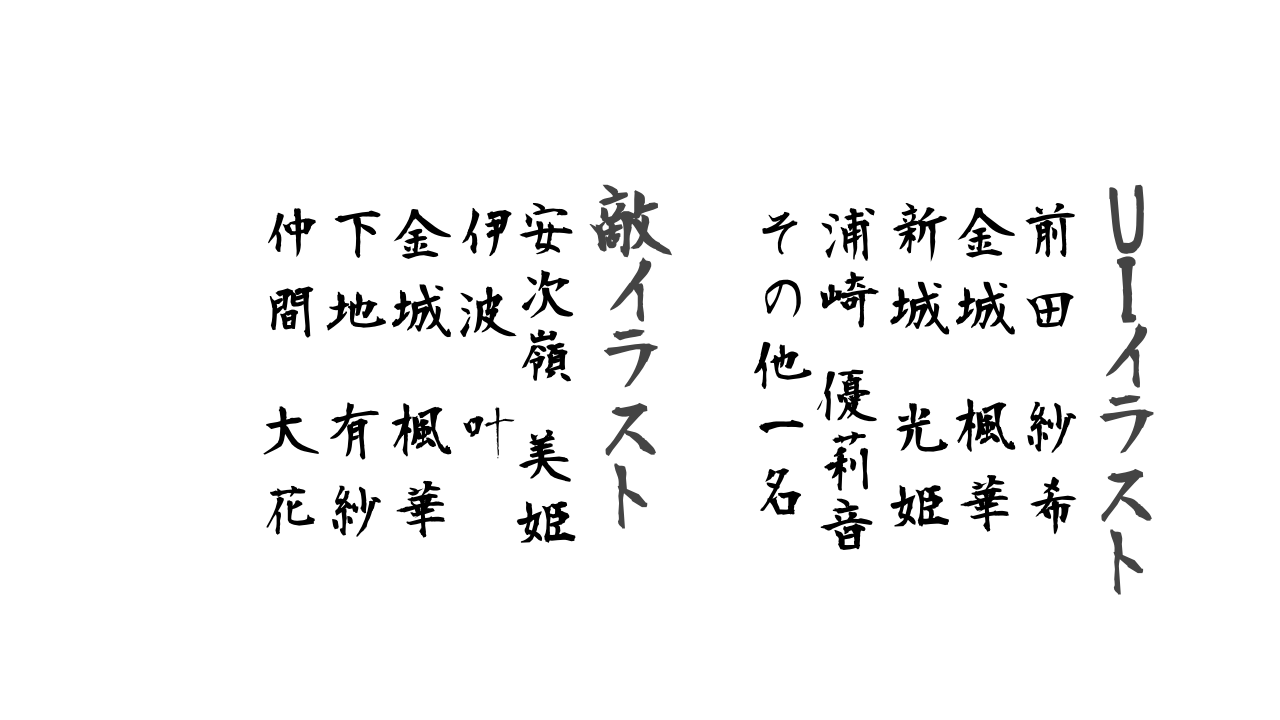 UIイラスト
前田 紗希
金城 楓華
新城 光姫
浦崎 優莉音
その他一名
敵イラスト
安次嶺 美姫
伊波 叶
金城 楓華
下地 有紗
仲間 大花